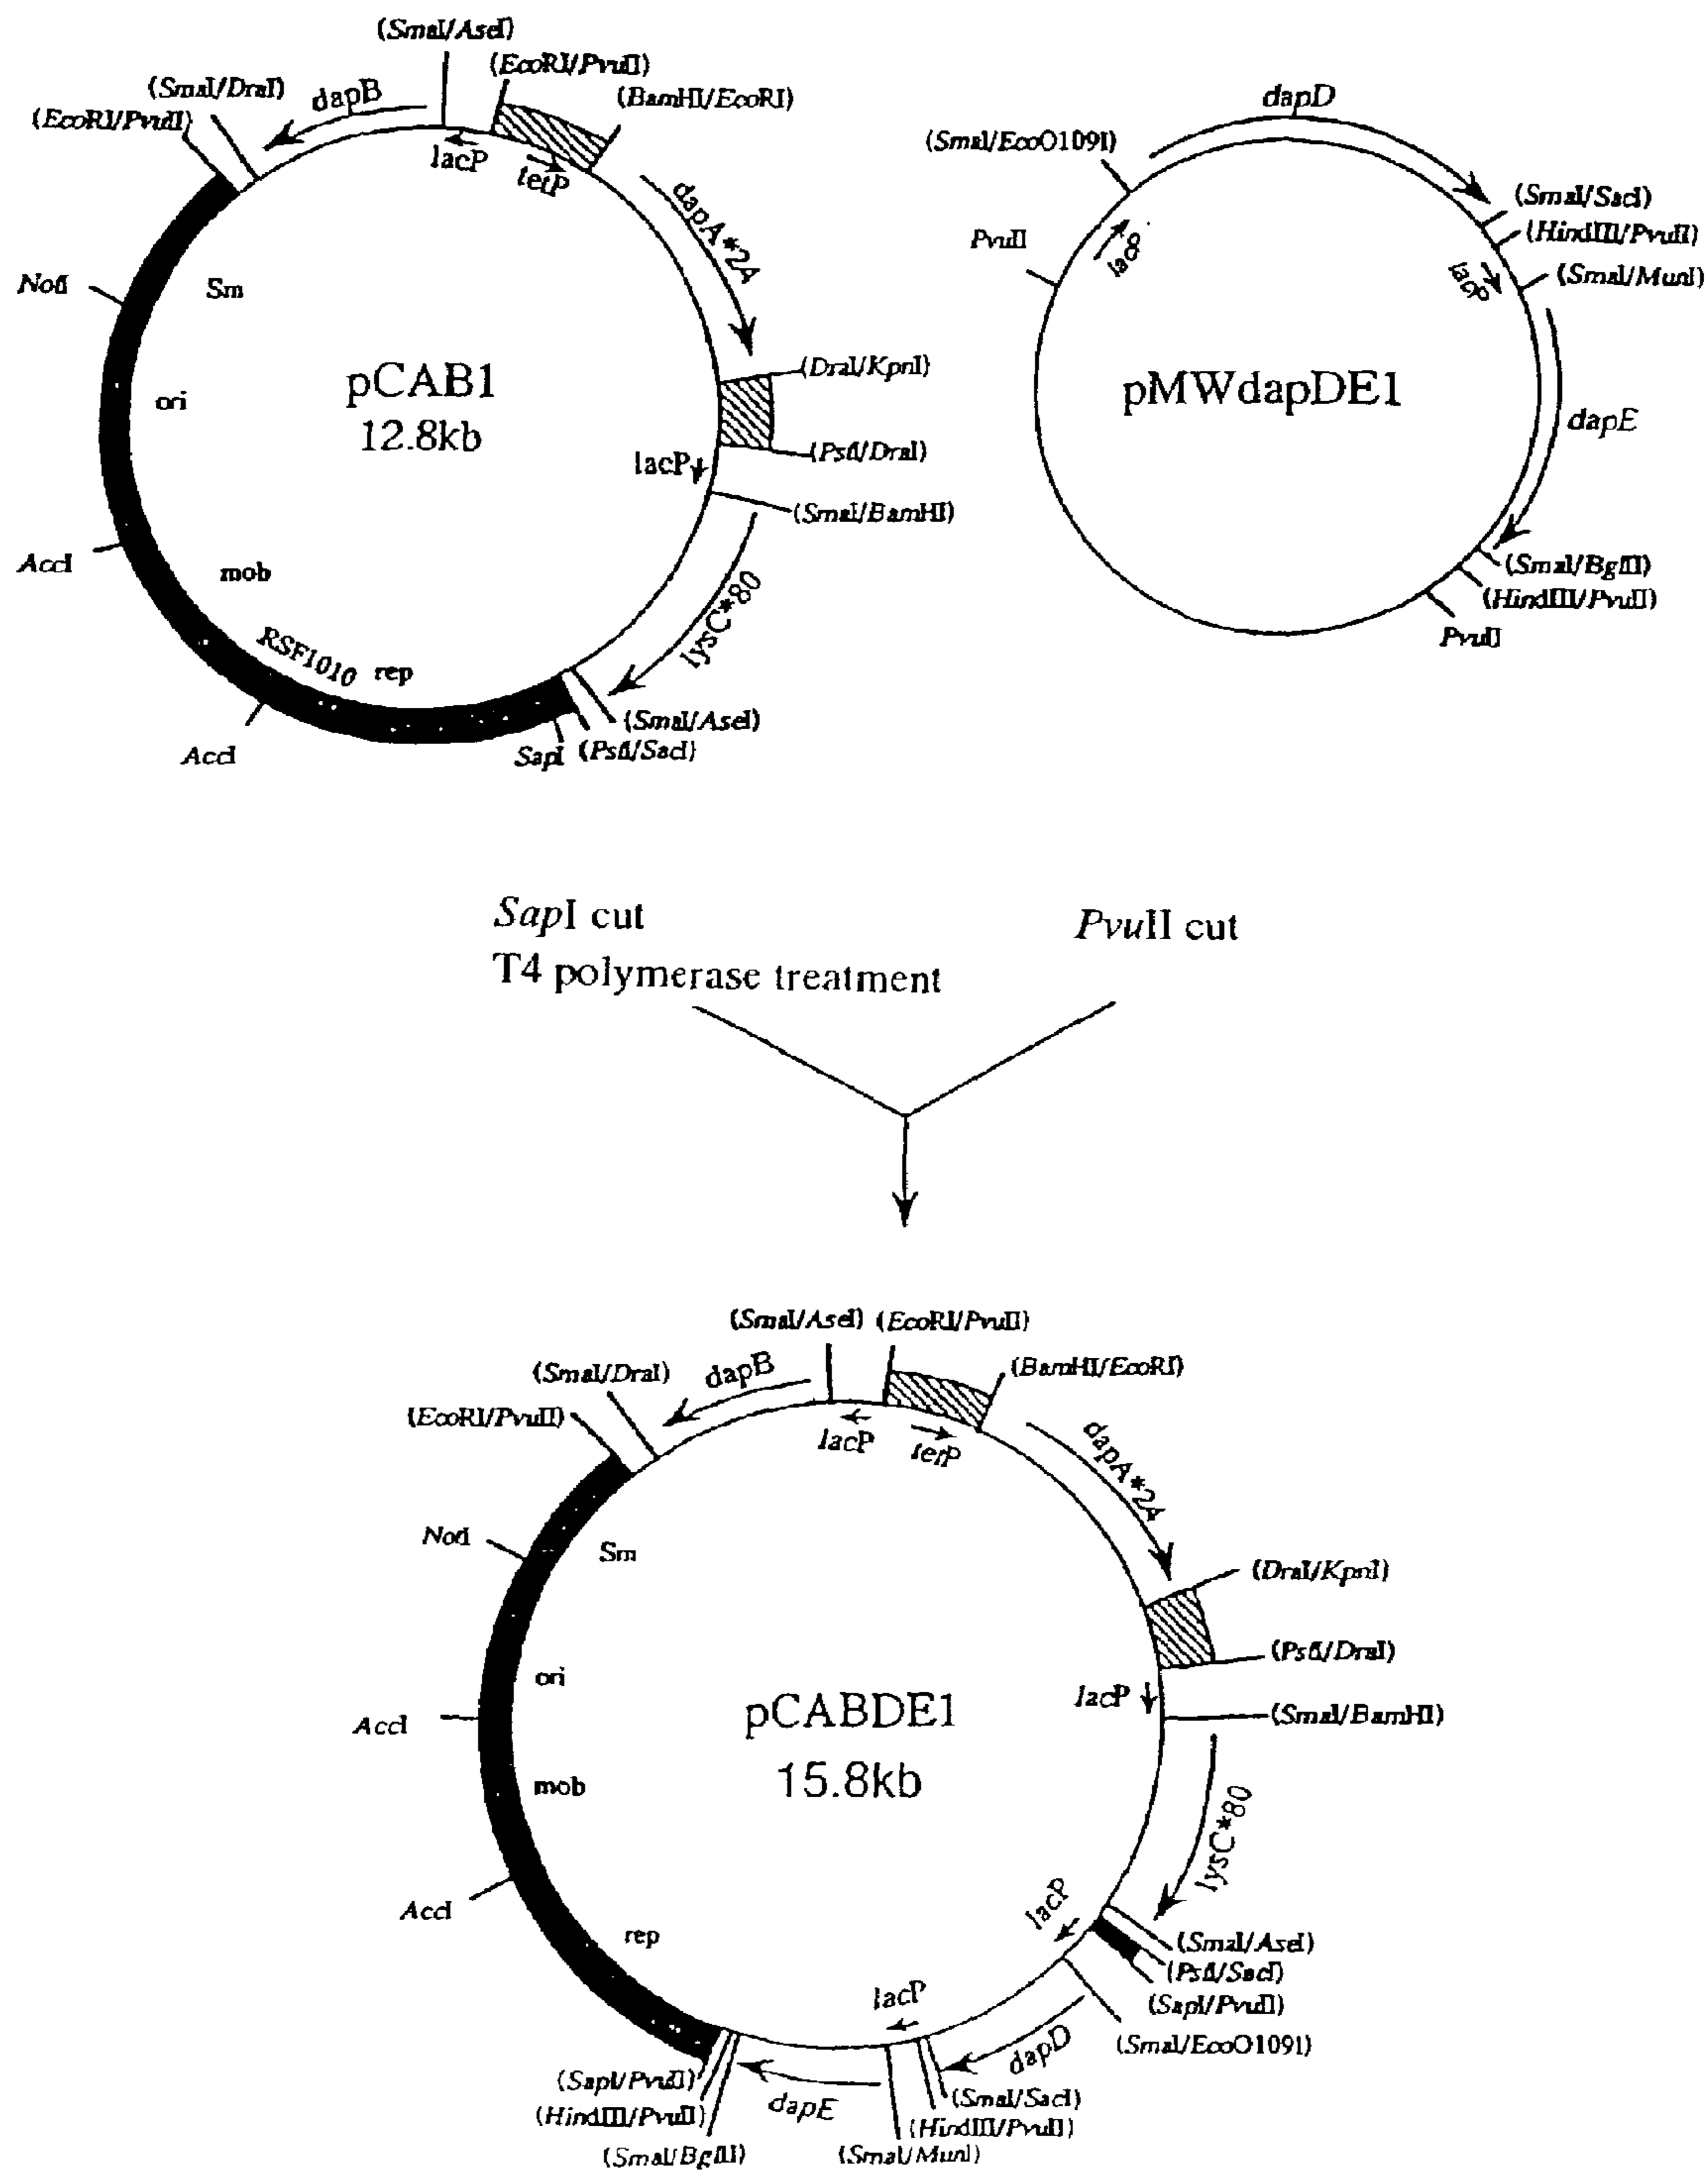 (SmaI/AseI)
(EcoRI/PvuII)
(SmaI/DraI)
dapB
(BamHI/EcoRI)
(EcoRI/PvuII)
lacP
tetP
dapA*24
NotI
Sm
pCAB1
12.8kb
ori
(DraI/KpnI)
(PstI/DraI)
lacP
(SmaI/BamHI)
AccI
mob
lysC*80
RSF1010
rep
AccI
SapI
(PstI/SacI)
(SmaI/AseI)
dapD
(SmaI/EcoO109I)
(SmaI/SacI)
(HindIII/PvuII)
PvuII
lacP
lacP
(SmaI/MunI)
pMWdapDE1
dapE
(SmaI/BglII)
(HindIII/PvuII)
PvuII
SapI cut
T4 polymerase treatment
PvuII cut
(SmaI/AseI)
(EcoRI/PvuII)
(SmaI/DraI)
dapB
(BamHI/EcoRI)
(EcoRI/PvuII)
lacP
tetP
dapA*24
NotI
Sm
(DraI/KpnI)
ori
(PstI/DraI)
AccI
pCABDE1
15.8kb
lacP
(SmaI/BamHI)
mob
lysC*80
AccI
rep
lacP
(SmaI/AseI)
(PstI/SacI)
(SapI/PvuII)
lacP
dapD
(SmaI/EcoO109I)
(SapI/PvuII)
dapE
(SmaI/SacI)
(HindIII/PvuII)
(HindIII/PvuII)
(SmaI/BglII)
(SmaI/MunI)